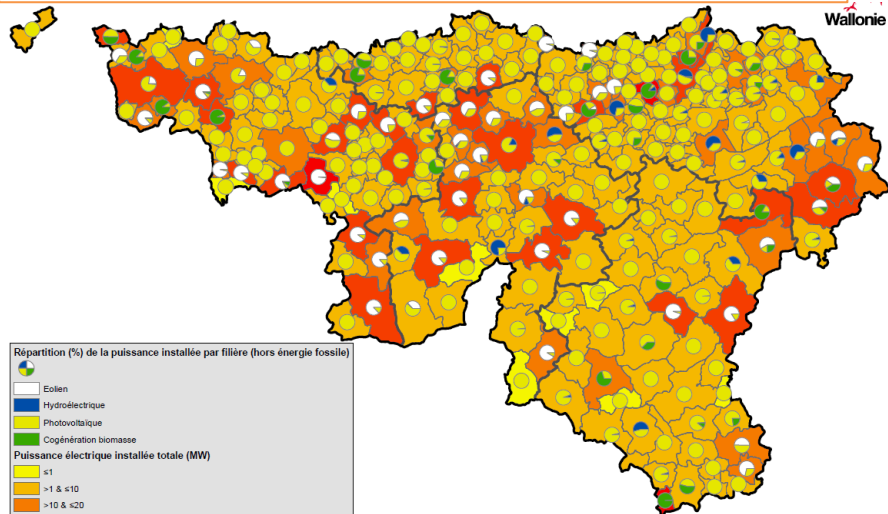 Wallonie
Répartition (%) de la puissance installée par filière (hors énergie fossile)
Eolien
Hydroélectrique
Photovoltaïque
Cogénération biomasse
Puissance électrique installée totale (MW)
≤1
>1 & ≤10
>10 & ≤20